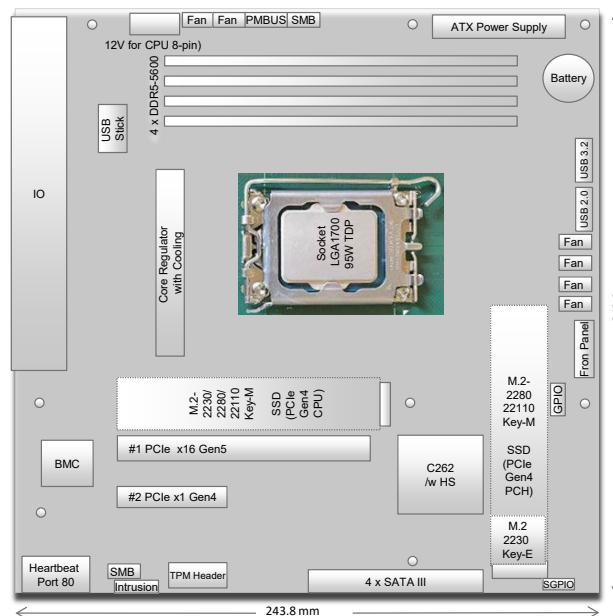 Fan Fan PMBUS SMB
ATX Power Supply
12V for CPU 8-pin)
4 x DDR5-5600
Battery
USB
Stick
IO
USB 3.2
USB 2.0
Core Regulator
with Cooling
Socket
LGA1700
95W TDP
Fan
Fan
Fan
Fan
Fron Panel
M.2-
2230/
2280/
22110
Key-M
SSD
(PCIe
Gen4
CPU)
M.2-
2280
22110
Key-M
SSD
(PCIe
Gen4
PCH)
GPIO
#1 PCIe x16 Gen5
BMC
C262
/w HS
#2 PCIe x1 Gen4
M.2
2230
Key-E
Heartbeat
Port 80
SMB
Intrusion
TPM Header
4 x SATA III
SGPIO
243.8 mm